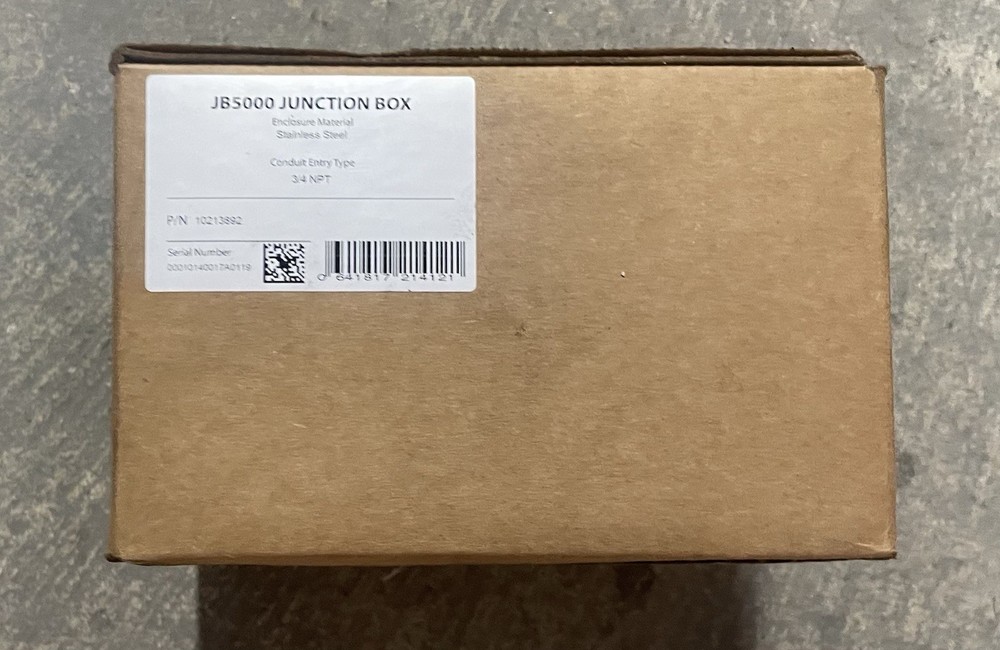 JB5000 JUNCTION BOX
Enclosure Material
Stainless Steel
Conduit Entry Type
3/4 NPT
P/N 10213892
Serial Number
0001014001TA0119
0 641817 214121